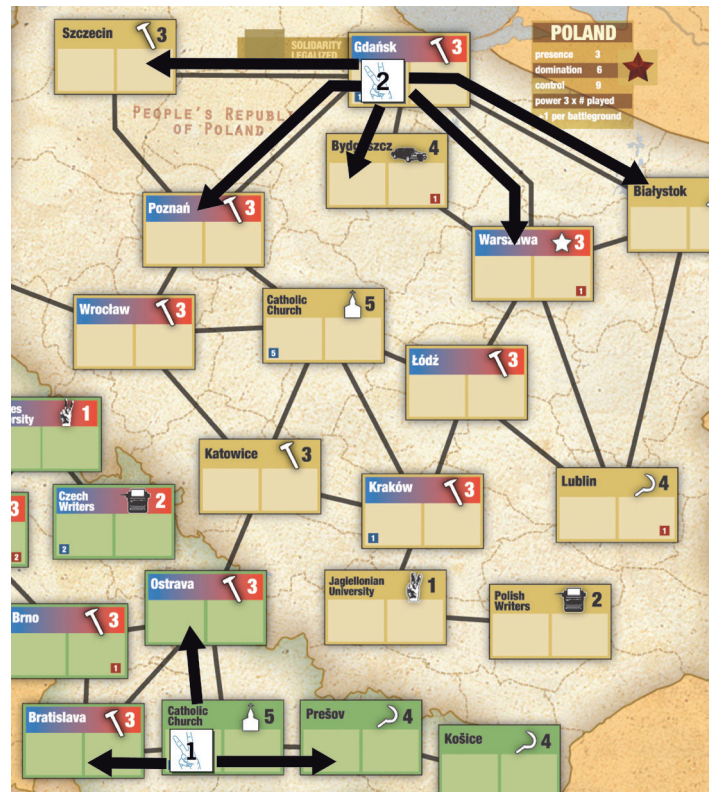 Szczecin 3
SOLIDARITY
LEGALIZED
Gdańsk 3
2
POLAND
presence 3
domination 6
control 9
power 3 x # played
+1 per battleground
PEOPLE'S
OF POLAND
4
1
Białystok
Poznań 3
Warszawa 3
1
Wrocław 3
Catholic
Church 5
5
Łódź 3
1
Katowice 3
Kraków 3
1
Lublin 4
1
3
2
Czech
Writers 2
2
Ostrava 3
Jagiellonian
University 1
Polish
Writers 2
Brno 3
1
Bratislava 3
Catholic
Church 5
1
Prešov 4
Košice 4